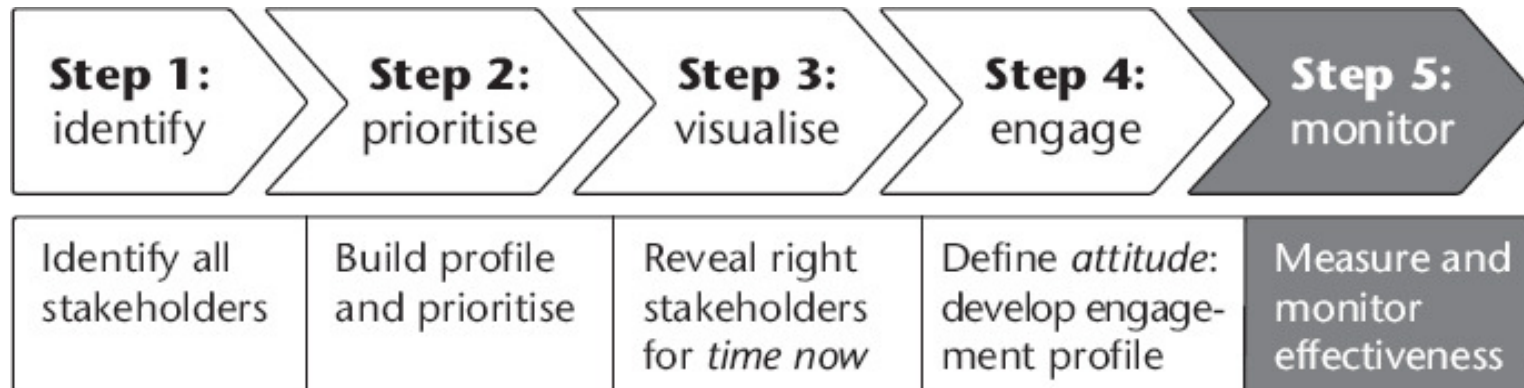 Step 1:
identify
Step 2:
prioritise
Step 3:
visualise
Step 4:
engage
Step 5:
monitor
Identify all
stakeholders
Build profile
and prioritise
Reveal right
stakeholders
for time now
Define attitude:
develop engage-
ment profile
Measure and
monitor
effectiveness